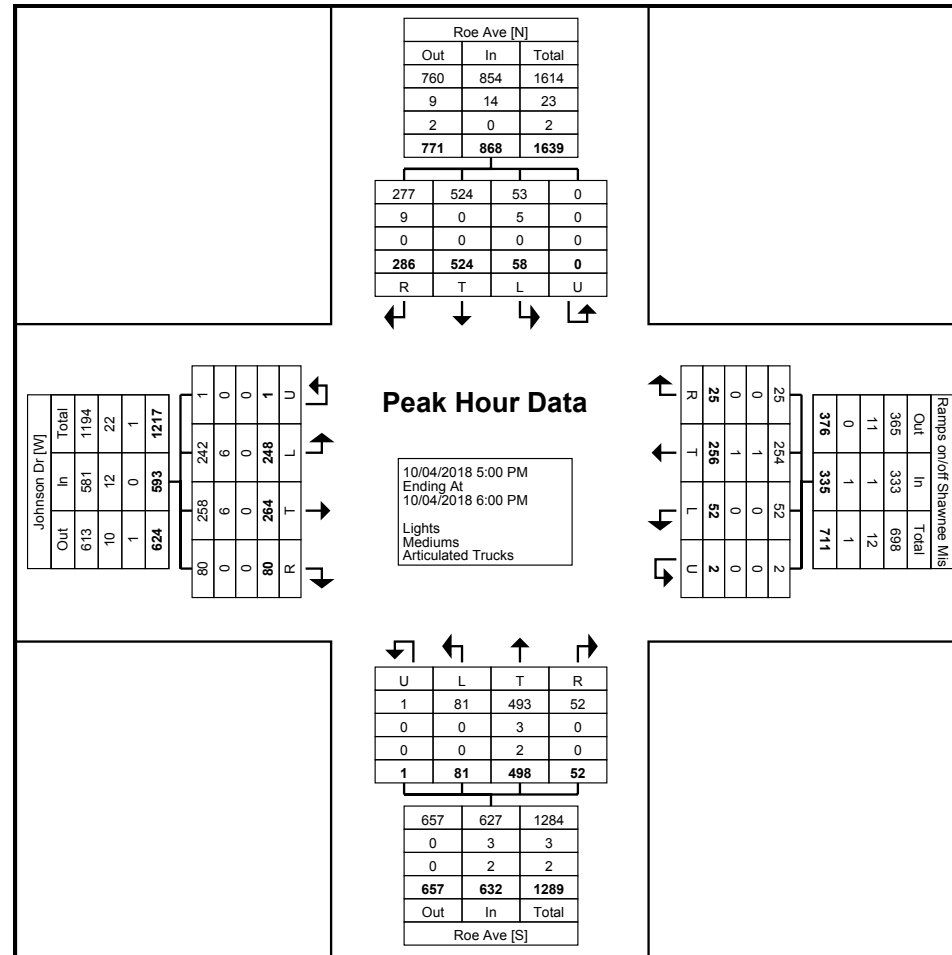 Roe Ave [N]
Out In Total
760 854 1614
9 14 23
2 0 2
771 868 1639
277 524 53 0
9 0 5 0
0 0 0 0
286 524 58 0
R T L U
Johnson Dr [W]
Total In Out
1194 581 613
22 12 10
1 0 1
1217 593 624
1 242 258 80
0 6 6 0
0 0 0 0
1 248 264 80
U L T R
Peak Hour Data
10/04/2018 5:00 PM
Ending At
10/04/2018 6:00 PM
Lights
Mediums
Articulated Trucks
R T L U
25 256 52 2
0 1 0 0
0 1 0 0
25 254 52 2
376 335 711
0 1 1
11 1 12
365 333 698
Out In Total
Ramps on/off Shawnee Mis
U L T R
1 81 493 52
0 0 3 0
0 0 2 0
1 81 498 52
657 627 1284
0 3 3
0 2 2
657 632 1289
Out In Total
Roe Ave [S]